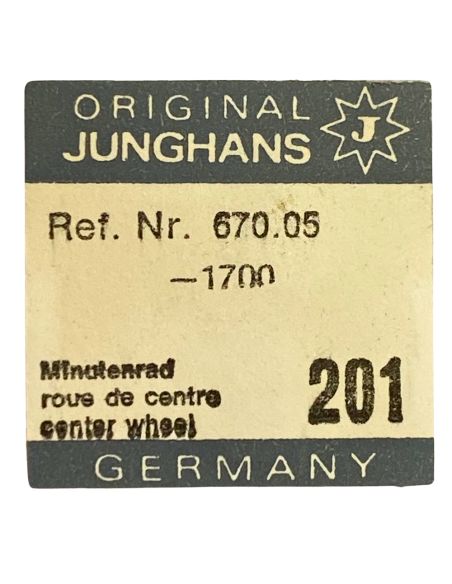 ORIGINAL
JUNGHANS J
Ref. Nr. 670.05
-1700
Minutenrad
roue de centre
center wheel
201
GERMANY